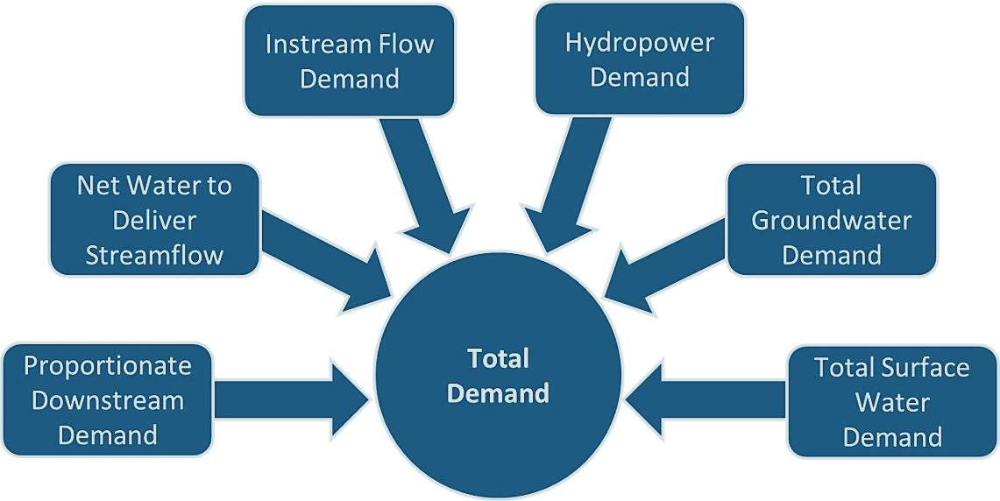 Instream Flow
Demand
Hydropower
Demand
Net Water to
Deliver
Streamflow
Total
Groundwater
Demand
Proportionate
Downstream
Demand
Total
Demand
Total Surface
Water
Demand